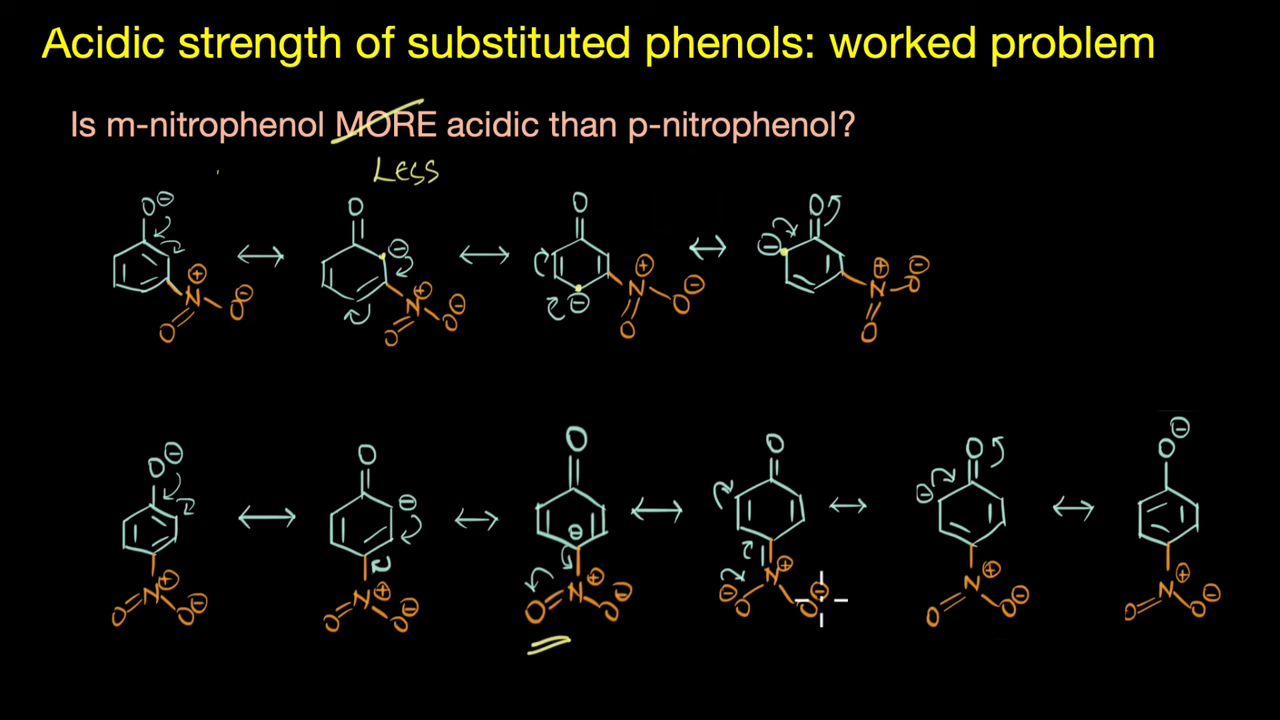 Acidic strength of substituted phenols: worked problem
Is m-nitrophenol MORE acidic than p-nitrophenol?
LESS
O⊖ O O O
⊖ ⊖
⊕ ⊕ ⊖ ⊕ ⊖ ⊕ ⊖
N O⊖ N O N O N O
O O ⊖ O O
O⊖ O O O O O⊖
⊖ ⊖ ⊖
⊕ ⊕ ⊕ ⊕ ⊕ ⊕
O N O⊖ O N O⊖ O N O⊖ ⊖O N O⊖ O N O⊖ O N O⊖